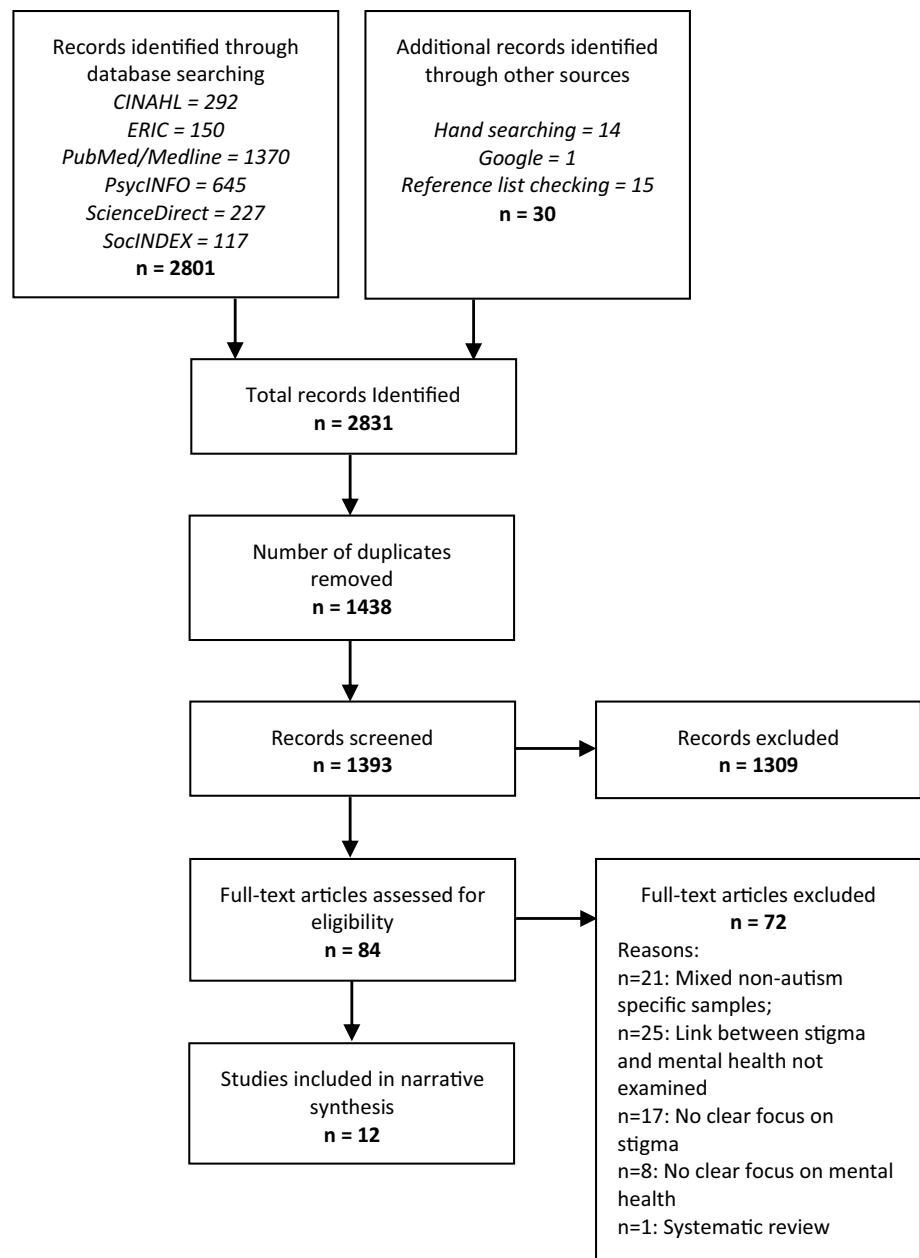 Records identified through
database searching
CINAHL = 292
ERIC = 150
PubMed/Medline = 1370
PsycINFO = 645
ScienceDirect = 227
SocINDEX = 117
n = 2801
Additional records identified
through other sources
Hand searching = 14
Google = 1
Reference list checking = 15
n = 30
Total records Identified
n = 2831
Number of duplicates
removed
n = 1438
Records screened
n = 1393
Records excluded
n = 1309
Full-text articles assessed for
eligibility
n = 84
Full-text articles excluded
n = 72
Reasons:
n=21: Mixed non-autism
specific samples;
n=25: Link between stigma
and mental health not
examined
n=17: No clear focus on
stigma
n=8: No clear focus on mental
health
n=1: Systematic review
Studies included in narrative
synthesis
n = 12